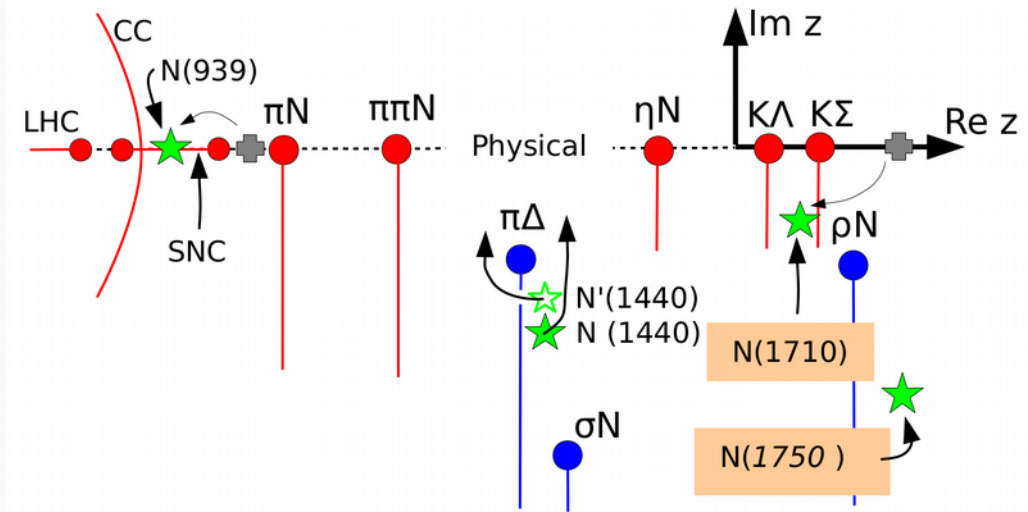 CC
Im z
N(939)
LHC
πN
ππN
Physical
ηN
KΛ
KΣ
Re z
SNC
πΔ
ρN
N'(1440)
N (1440)
N(1710)
σN
N(1750 )